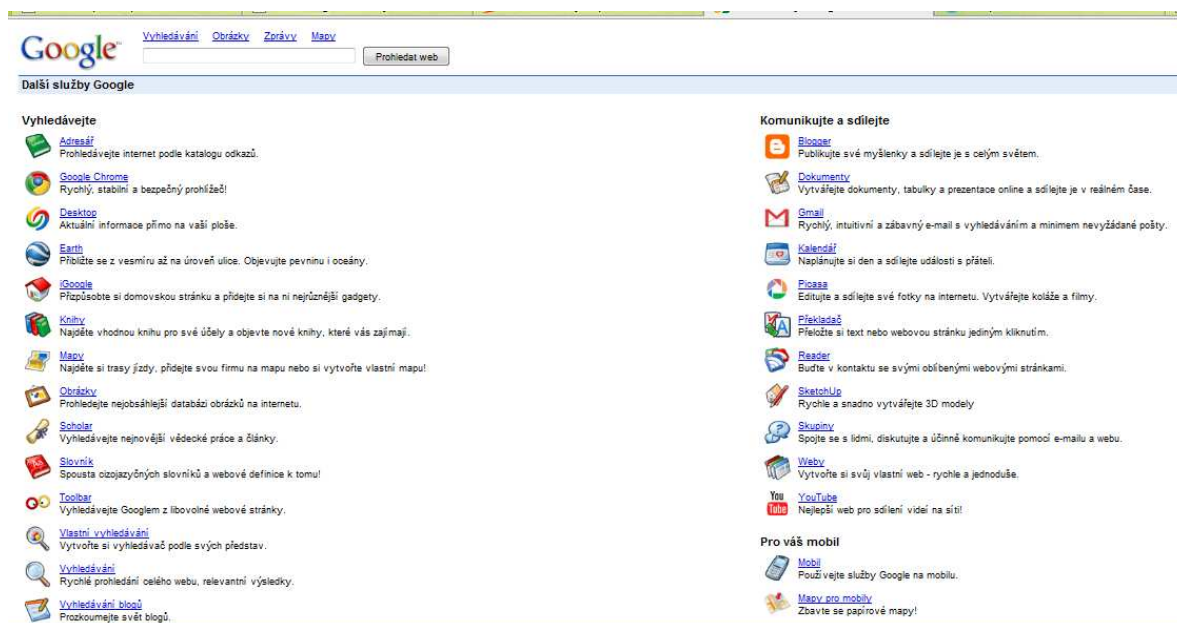 Google™
Vyhledávání Obrázky Zprávy Mapy
Prohledat web
Další služby Google
Vyhledávejte
Adresář
Prohledávejte internet podle katalogu odkazů.
Google Chrome
Rychlý, stabilní a bezpečný prohlížeč!
Desktop
Aktuální informace přímo na vaší ploše.
Earth
Přibližte se z vesmíru až na úroveň ulice. Objevujte pevninu i oceány.
iGoogle
Přizpůsobte si domovskou stránku a přidejte si na ni nejrůznější gadgety.
Knihy
Najděte vhodnou knihu pro své účely a objevte nové knihy, které vás zajímají.
Mapy
Najděte si trasy jízdy, přidejte svou firmu na mapu nebo si vytvořte vlastní mapu!
Obrázky
Prohledejte nejobsáhlejší databázi obrázků na internetu.
Scholar
Vyhledávejte nejnovější vědecké práce a články.
Slovník
Spousta cizojazyčných slovníků a webové definice k tomu!
Toolbar
Vyhledávejte Googlem z libovolné webové stránky.
Vlastní vyhledávání
Vytvořte si vyhledávač podle svých představ.
Vyhledávání
Rychlé prohledání celého webu, relevantní výsledky.
Vyhledávání blogů
Prozkoumejte svět blogů.
Komunikujte a sdílejte
Blogger
Publikujte své myšlenky a sdílejte je s celým světem.
Dokumenty
Vytvářejte dokumenty, tabulky a prezentace online a sdílejte je v reálném čase.
Gmail
Rychlý, intuitivní a zábavný e-mail s vyhledáváním a minimem nevyžádané pošty.
Kalendář
Naplánujte si den a sdílejte události s přáteli.
Picasa
Editujte a sdílejte své fotky na internetu. Vytvářejte koláže a filmy.
Překladač
Přeložte si text nebo webovou stránku jediným kliknutím.
Reader
Buďte v kontaktu se svými oblíbenými webovými stránkami.
SketchUp
Rychle a snadno vytvářejte 3D modely
Skupiny
Spojte se s lidmi, diskutujte a účinně komunikujte pomocí e-mailu a webu.
Weby
Vytvořte si svůj vlastní web - rychle a jednoduše.
You Tube
YouTube
Nejlepší web pro sdílení videí na síti!
Pro váš mobil
Mobil
Používejte služby Google na mobilu.
Mapy pro mobily
Zbavte se papírové mapy!